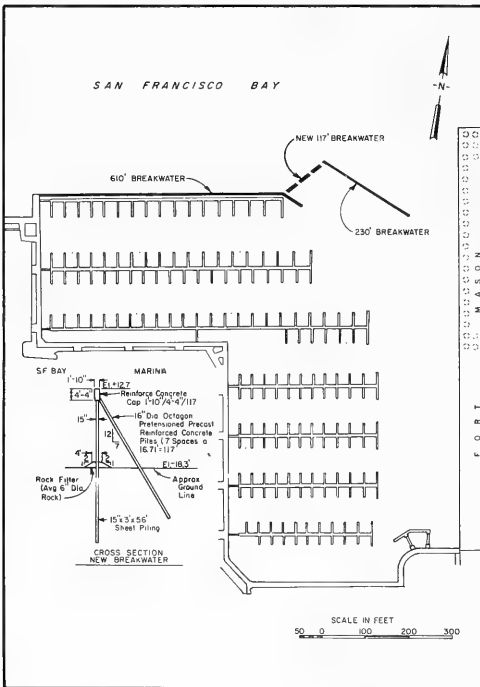 SAN FRANCISCO BAY
-N-
NEW 117' BREAKWATER
610' BREAKWATER
230' BREAKWATER
FORT MASON
SF BAY
MARINA
1'-10"
El.+12.7
4'-4"
Reinforce Concrete
Cap 1'-10"/4'-4"/117
15"
16" Dia Octagon
Pretensioned Precast
Reinforced Concrete
Piles (7 Spaces a
16.71'=117'
12
7
4'
El-18.3'
Rock Filter
(Avg 6" Dia
Rock)
Approx
Ground
Line
15"x3'x56'
Sheet Piling
CROSS SECTION
NEW BREAKWATER
SCALE IN FEET
50 0 100 200 300